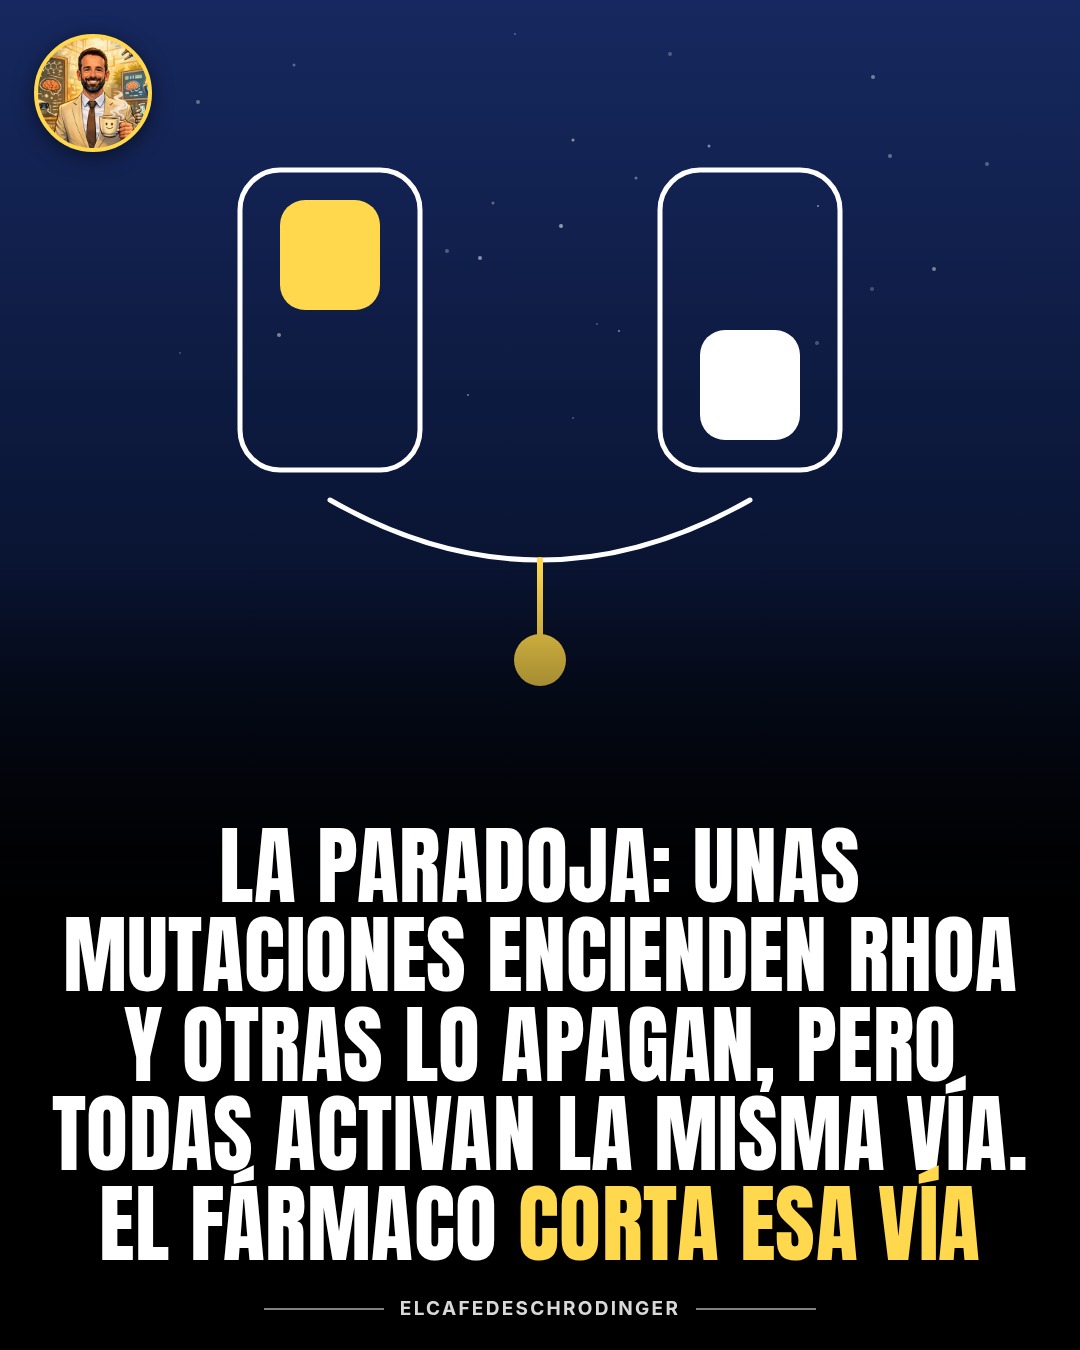 LA PARADOJA: UNAS
MUTACIONES ENCIENDEN RHOA
Y OTRAS LO APAGAN, PERO
TODAS ACTIVAN LA MISMA VÍA.
EL FÁRMACO CORTA ESA VÍA
ELCAFEDESCHRODINGER